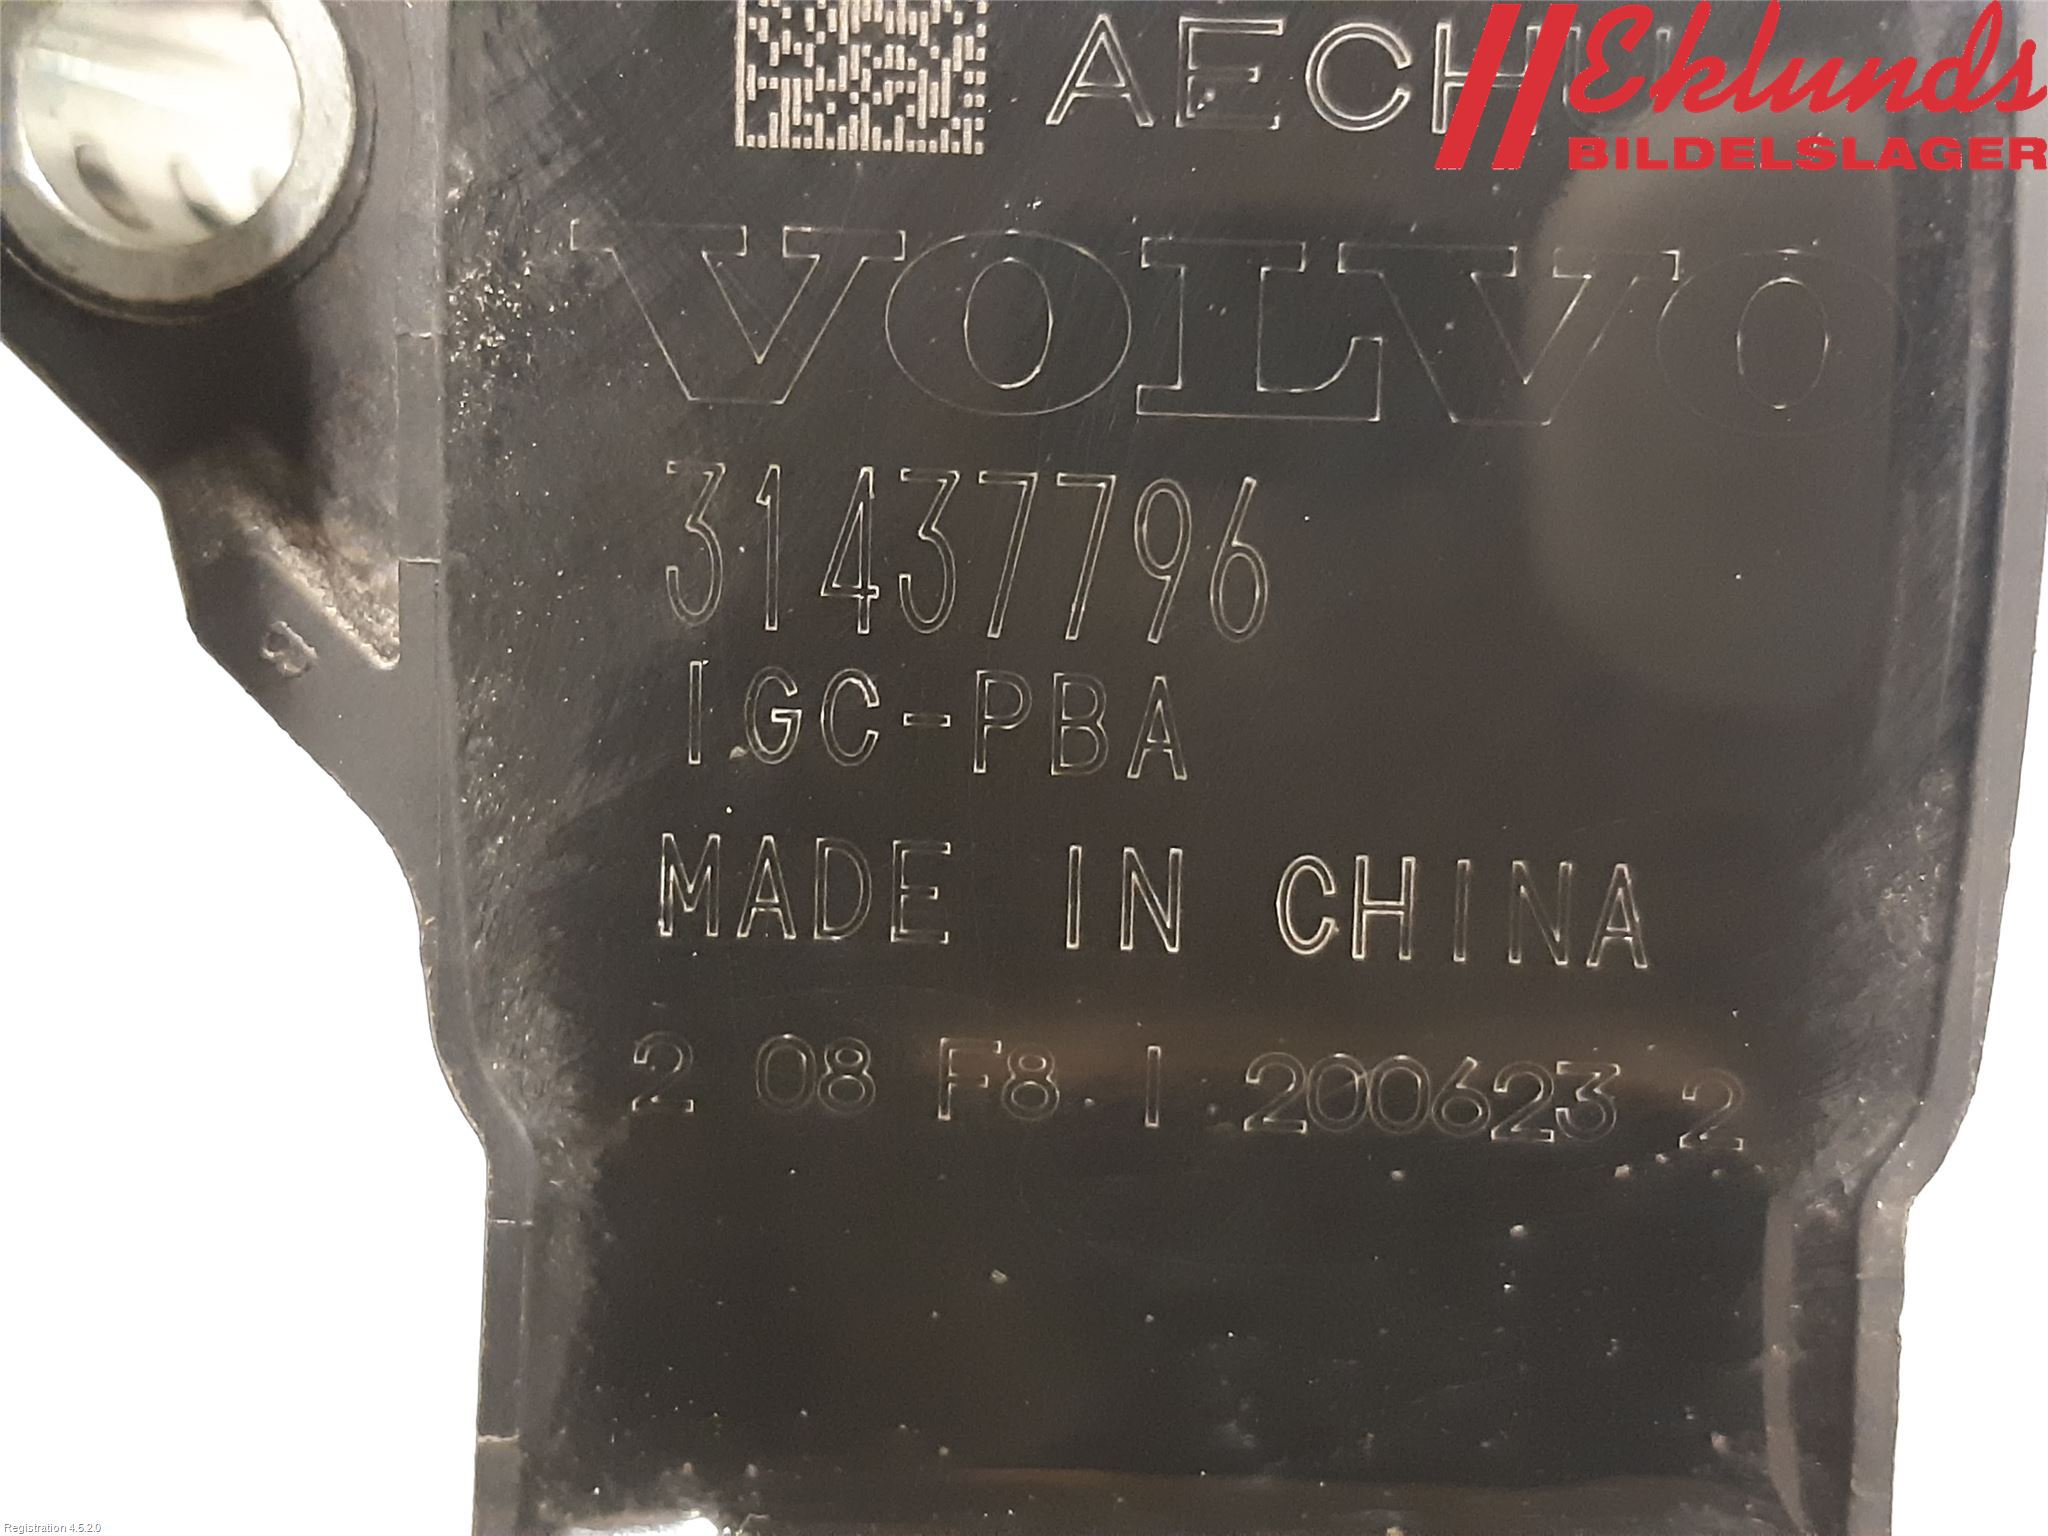 AECHU
Eklunds
BILDELSLAGER
VOLVO
31437796
IGC-PBA
MADE IN CHINA
2 08 F8 I 200623 2
8
Registration 4.5.2.0